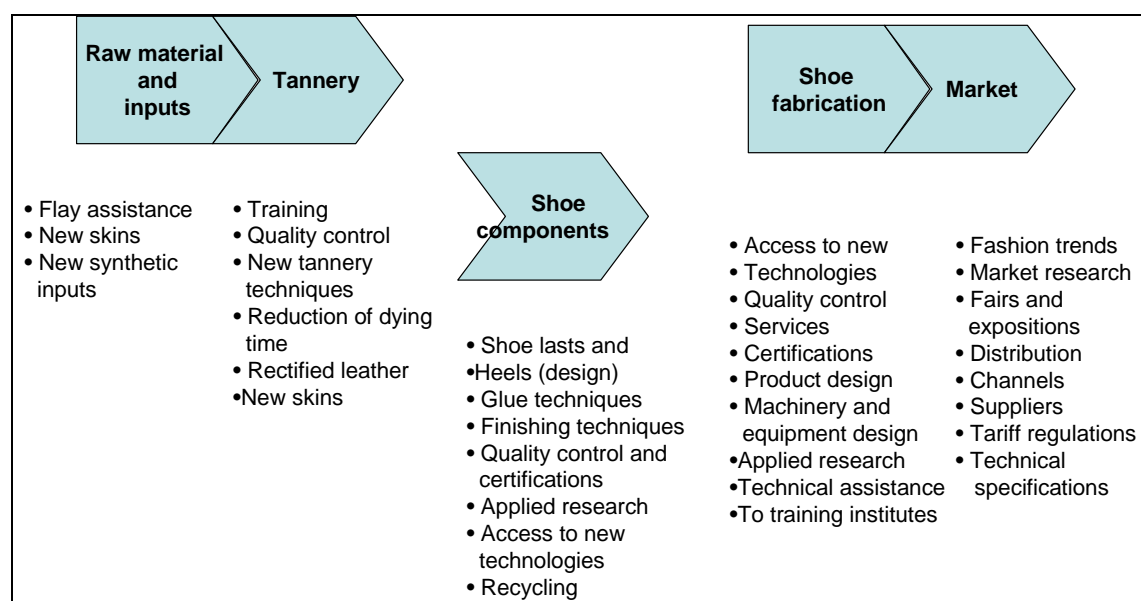 Raw material
and
inputs
Tannery
• Flay assistance
• New skins
• New synthetic
inputs
• Training
• Quality control
• New tannery
techniques
• Reduction of dying
time
• Rectified leather
•New skins
Shoe
components
• Shoe lasts and
•Heels (design)
• Glue techniques
• Finishing techniques
• Quality control and
certifications
• Applied research
• Access to new
technologies
• Recycling
Shoe
fabrication
Market
• Access to new
• Technologies
• Quality control
• Services
• Certifications
• Product design
• Machinery and
equipment design
•Applied research
•Technical assistance
•To training institutes
• Fashion trends
• Market research
• Fairs and
expositions
• Distribution
• Channels
• Suppliers
• Tariff regulations
• Technical
specifications